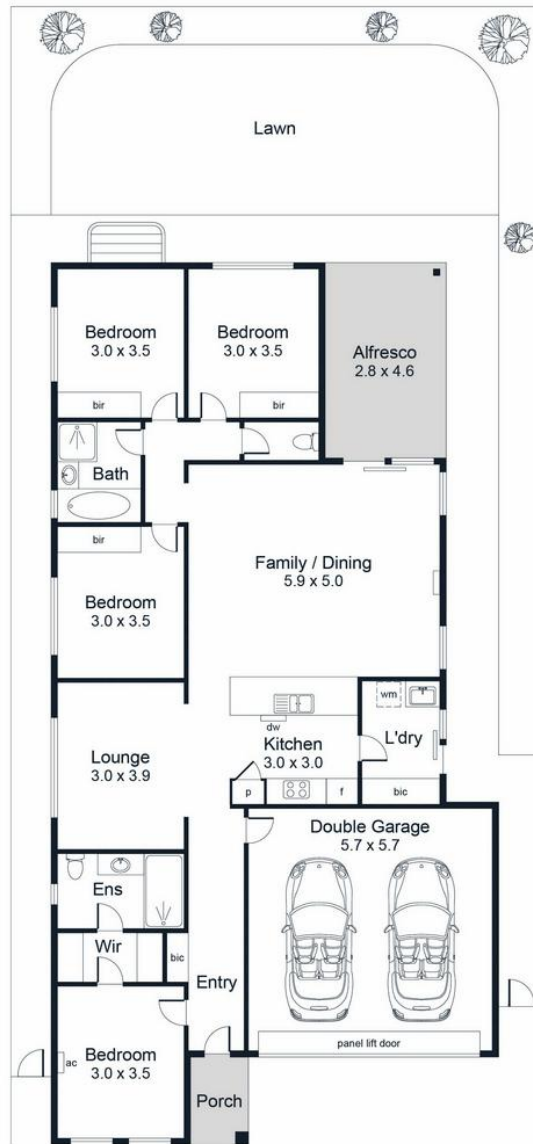 Lawn
Bedroom
3.0 x 3.5
Bedroom
3.0 x 3.5
Alfresco
2.8 x 4.6
bir
bir
Bath
bir
Family / Dining
5.9 x 5.0
Bedroom
3.0 x 3.5
wm
dw
L'dry
Kitchen
3.0 x 3.0
Lounge
3.0 x 3.9
p
f
bic
Double Garage
5.7 x 5.7
Ens
Wir
bic
Entry
panel lift door
ac
Bedroom
3.0 x 3.5
Porch